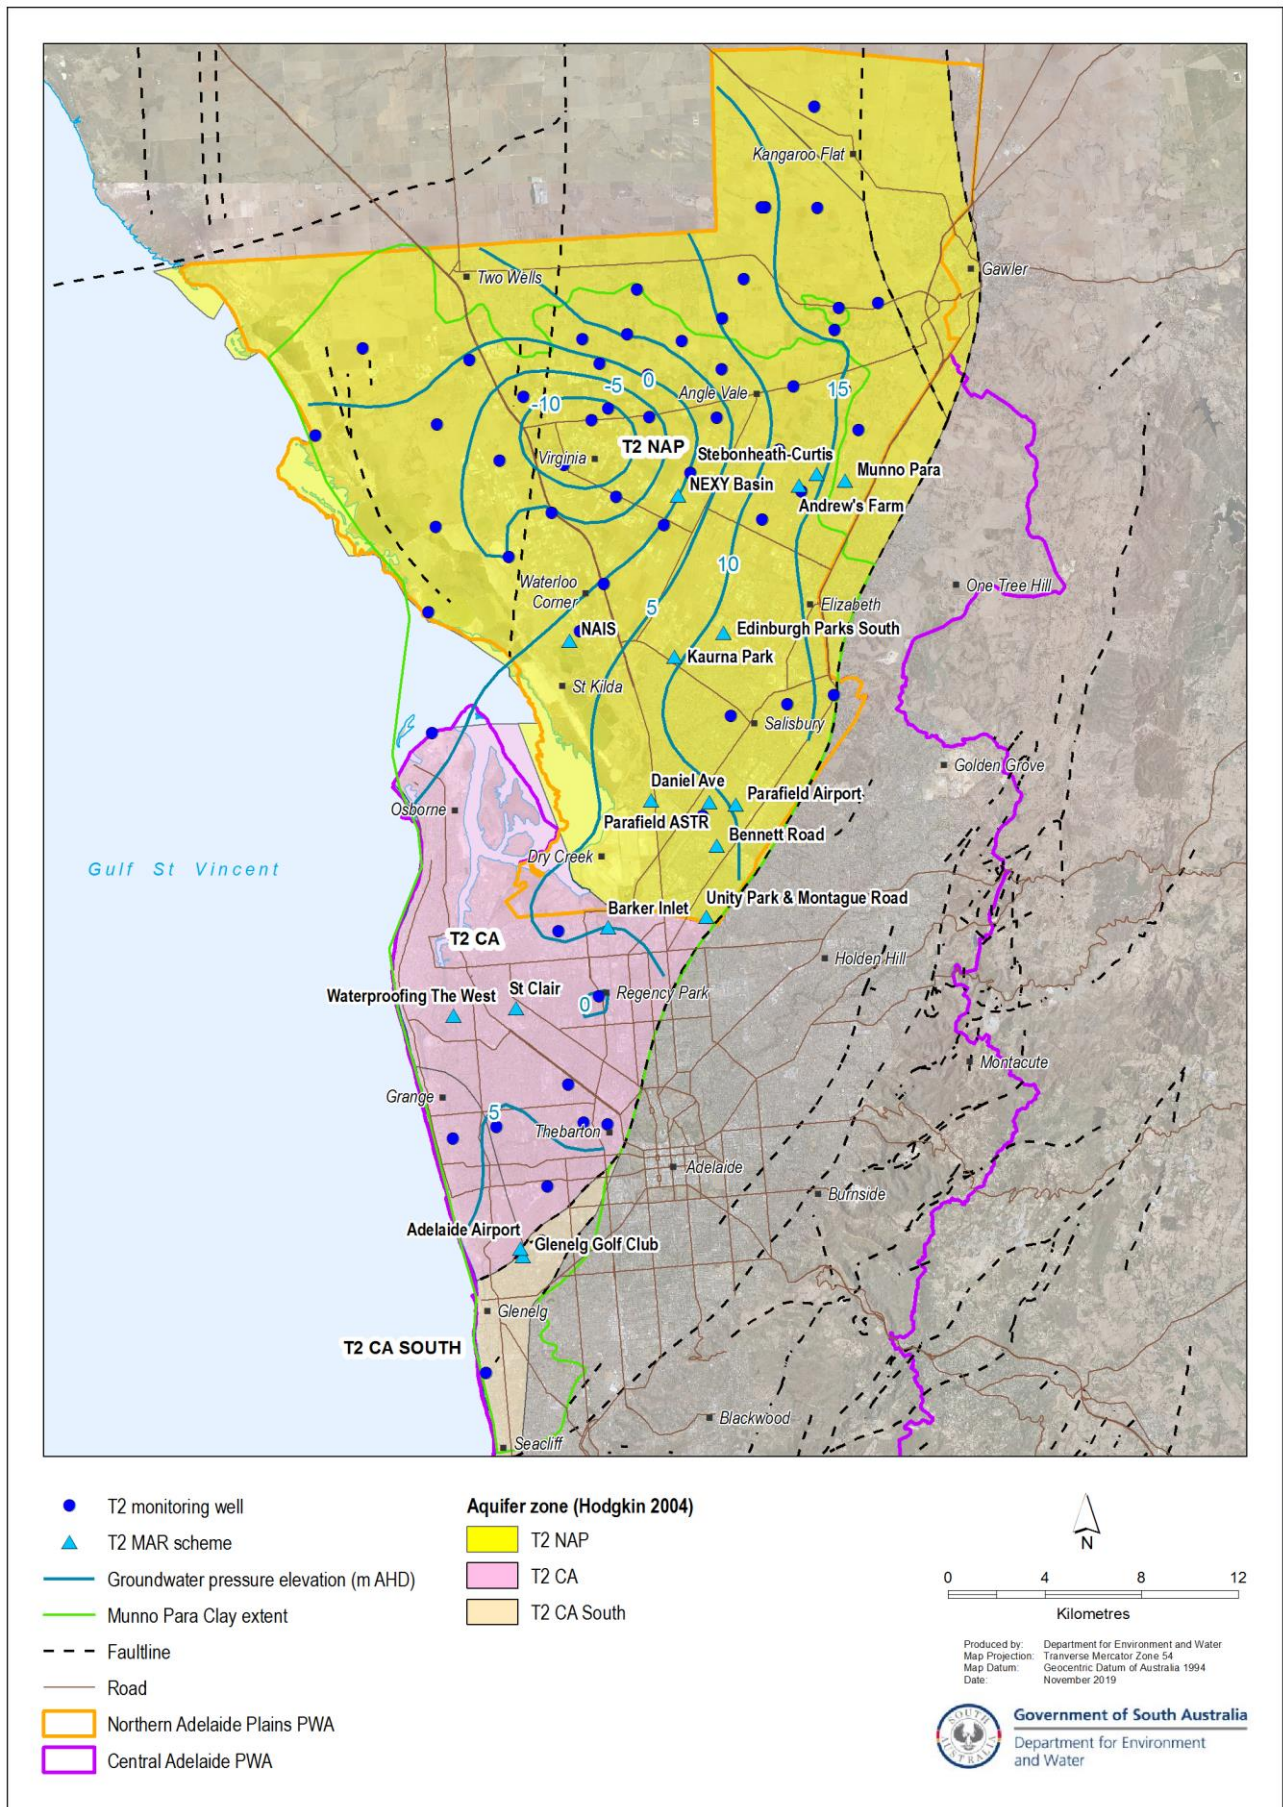 Kangaroo Flat
Two Wells
Gawler
-10
-5
0
Angle Vale
15
T2 NAP
Virginia
Stebonheath-Curtis
Munno Para
NEXY Basin
Andrew's Farm
10
Waterloo
Corner
5
Elizabeth
One Tree Hill
NAIS
Edinburgh Parks South
Kaurna Park
St Kilda
Salisbury
Golden Grove
Daniel Ave
Parafield Airport
Osborne
Parafield ASTR
Bennett Road
Gulf St Vincent
Dry Creek
Unity Park & Montague Road
Barker Inlet
T2 CA
Holden Hill
Waterproofing The West
St Clair
0
Regency Park
Montacute
Grange
5
Thebarton
Adelaide
Burnside
Adelaide Airport
Glenelg Golf Club
Glenelg
T2 CA SOUTH
Blackwood
Seacliff
T2 monitoring well
T2 MAR scheme
Groundwater pressure elevation (m AHD)
Munno Para Clay extent
Faultline
Road
Northern Adelaide Plains PWA
Central Adelaide PWA
Aquifer zone (Hodgkin 2004)
T2 NAP
T2 CA
T2 CA South
N
0 4 8 12
Kilometres
Produced by: Department for Environment and Water
Map Projection: Tranverse Mercator Zone 54
Map Datum: Geocentric Datum of Australia 1994
Date: November 2019
SOUTH
AUSTRALIA
Government of South Australia
Department for Environment
and Water